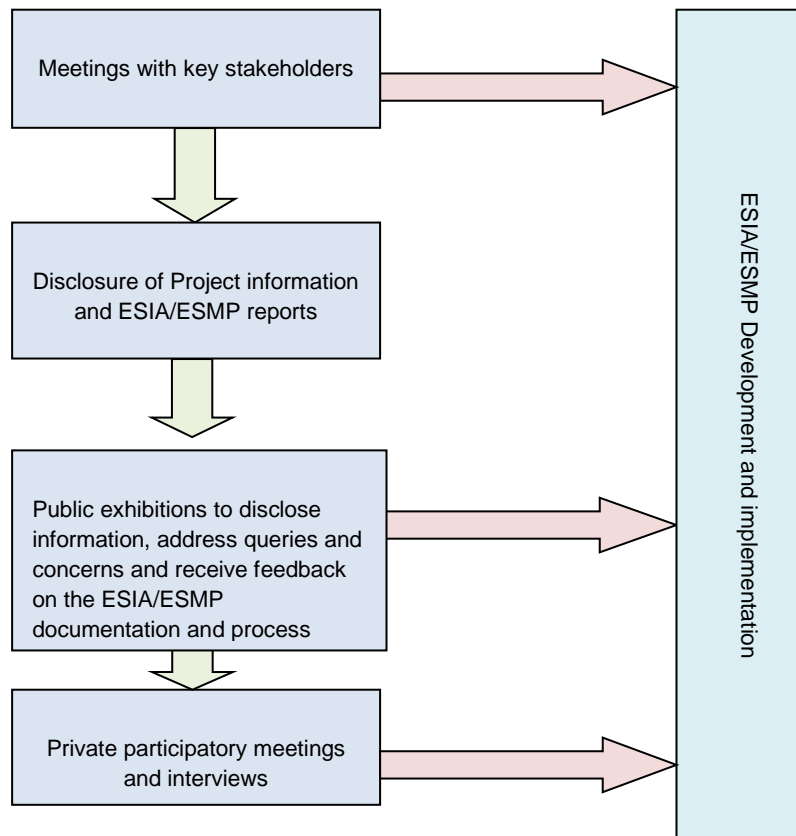 Meetings with key stakeholders
Disclosure of Project information
and ESIA/ESMP reports
Public exhibitions to disclose
information, address queries and
concerns and receive feedback
on the ESIA/ESMP
documentation and process
Private participatory meetings
and interviews
ESIA/ESMP Development and implementation